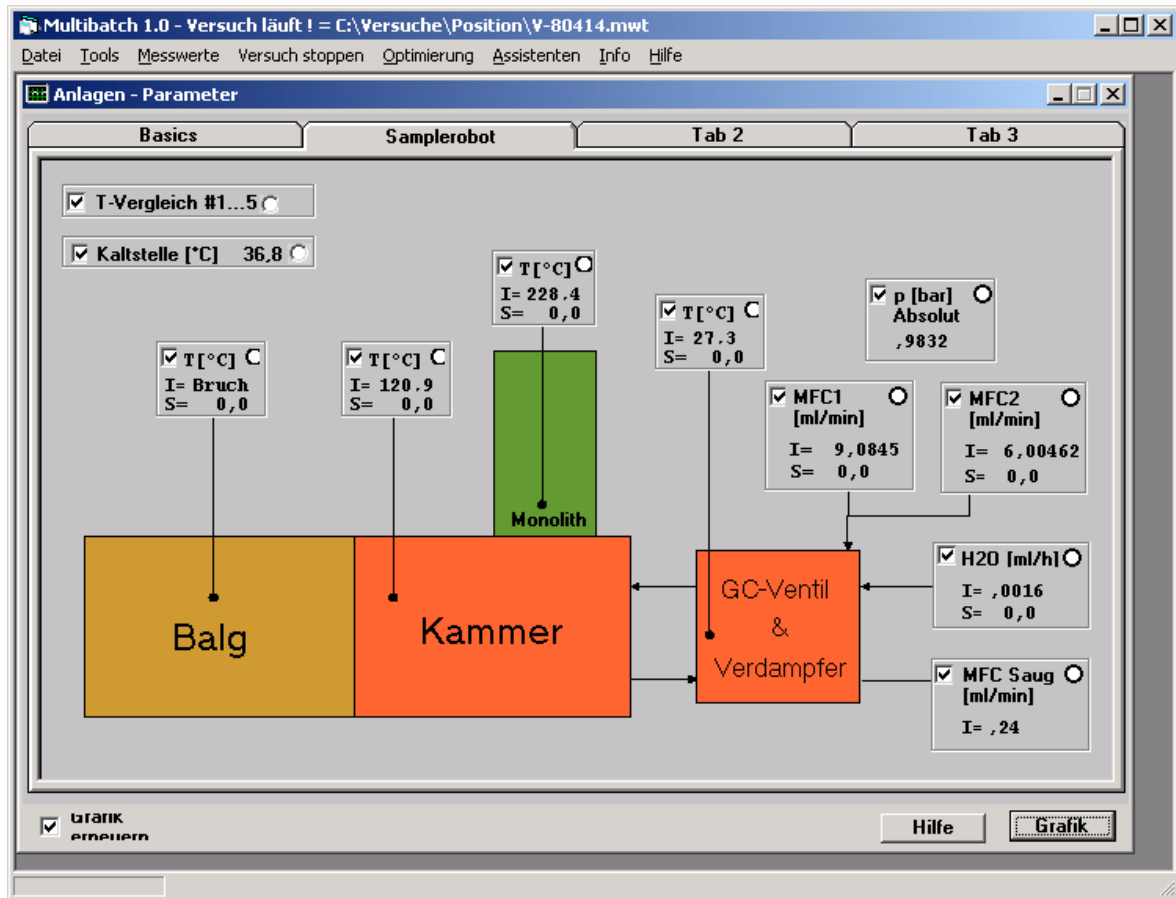 Multibatch 1.0 - Versuch läuft ! = C:\Versuche\Position\V-80414.mwt
Datei Tools Messwerte Versuch stoppen Optimierung Assistenten Info Hilfe
Anlagen - Parameter
Basics Samplerobot Tab 2 Tab 3
T-Vergleich #1...5
Kaltstelle [°C] 36,8
T[°C]
I= 228.4
S= 0,0
T[°C]
I= 27.3
S= 0,0
p [bar]
Absolut
,9832
T[°C]
I= Bruch
S= 0,0
T[°C]
I= 120.9
S= 0,0
MFC1
[ml/min]
I= 9,0845
S= 0,0
MFC2
[ml/min]
I= 6,00462
S= 0,0
Monolith
Balg
Kammer
GC-Ventil
&
Verdampfer
H2O [ml/h]
I= ,0016
S= 0,0
MFC Saug
[ml/min]
I= ,24
Grafik
erneuern
Hilfe Grafik